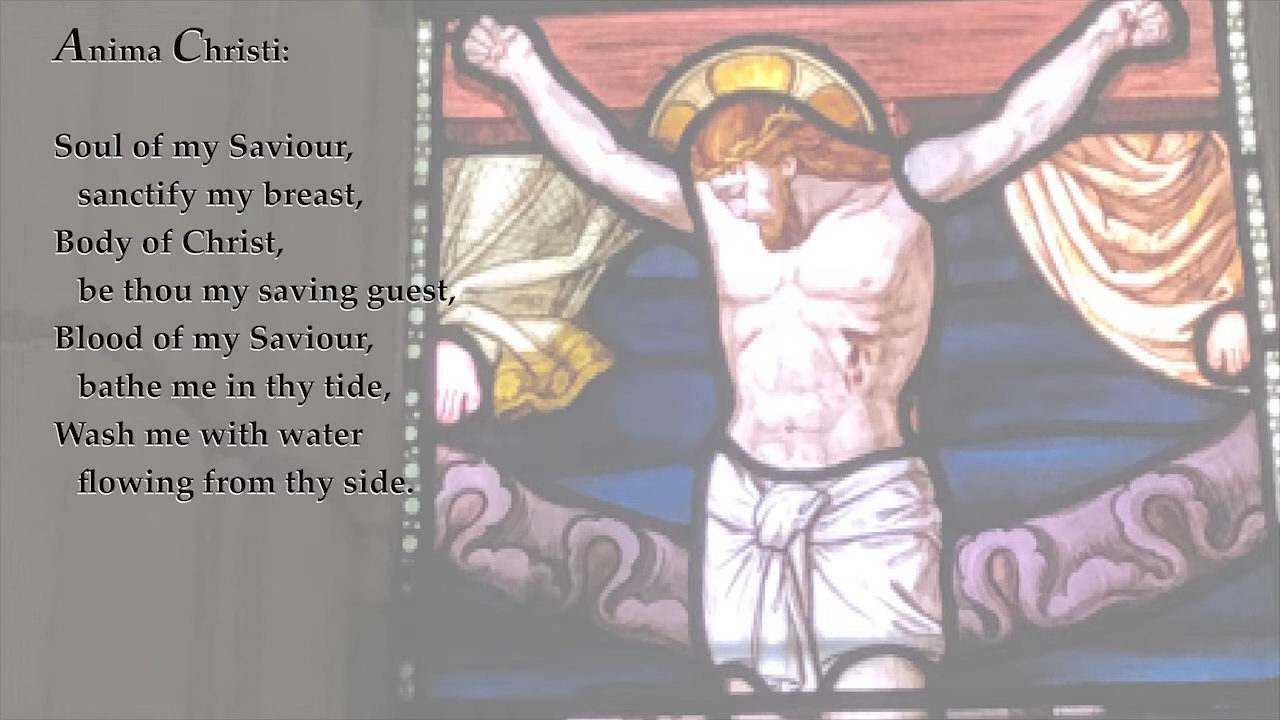 Anima Christi:
Soul of my Saviour,
sanctify my breast,
Body of Christ,
be thou my saving guest,
Blood of my Saviour,
bathe me in thy tide,
Wash me with water
flowing from thy side.